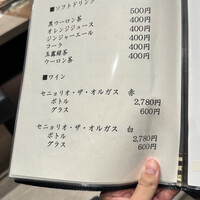 ■ソフトドリンク
500円
黒ウーロン茶 400円
オレンジジュース 400円
ジンジャーエール 400円
コーラ 400円
玉露緑茶 400円
ウーロン茶 400円
■ワイン
セニョリオ・ザ・オルガス 赤
ボトル 2,780円
グラス 600円
セニョリオ・ザ・オルガス 白
ボトル 2,780円
グラス 600円